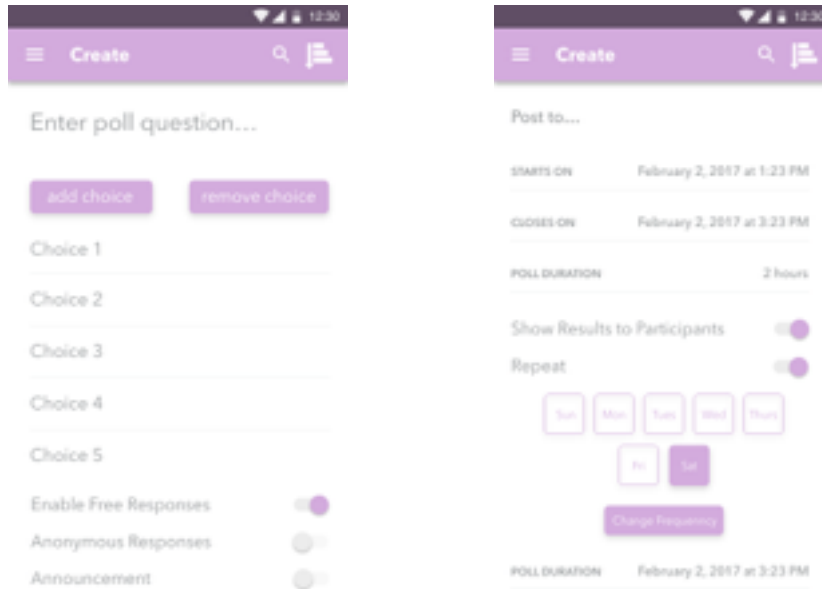 12:30
Create
Enter poll question...
add choice remove choice
Choice 1
Choice 2
Choice 3
Choice 4
Choice 5
Enable Free Responses
Anonymous Responses
Announcement
12:30
Create
Post to...
STARTS ON February 2, 2017 at 1:23 PM
CLOSES ON February 2, 2017 at 3:23 PM
POLL DURATION 2 hours
Show Results to Participants
Repeat
Sun Mon Tues Wed Thurs
Fri Sat
Change Frequency
POLL DURATION February 2, 2017 at 3:23 PM